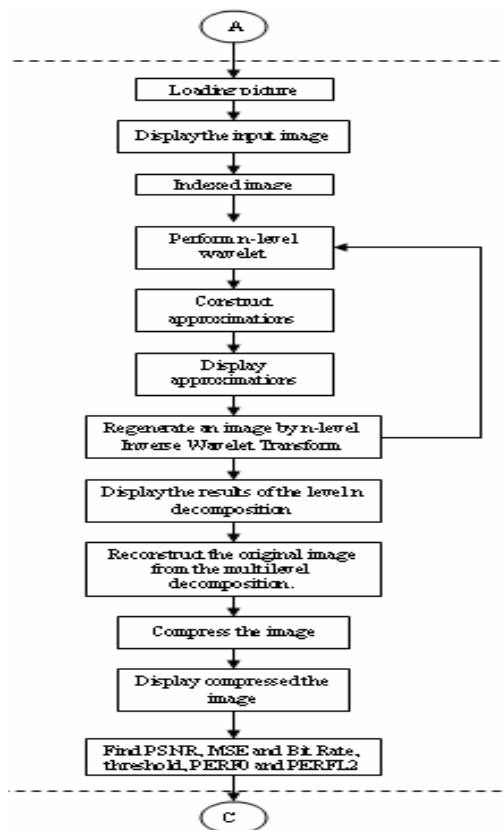 A
Loading picture
Display the input image
Indexed image
Perform n-level
wavelet
Construct
approximations
Display
approximations
Regenerate an image by n-level
Inverse Wavelet Transform
Display the results of the level n
decomposition
Reconstruct the original image
from the multilevel
decomposition.
Compress the image
Display compressed the
image
Find PSNR, MSE and Bit Rate,
threshold, PERF0 and PERFL2
C